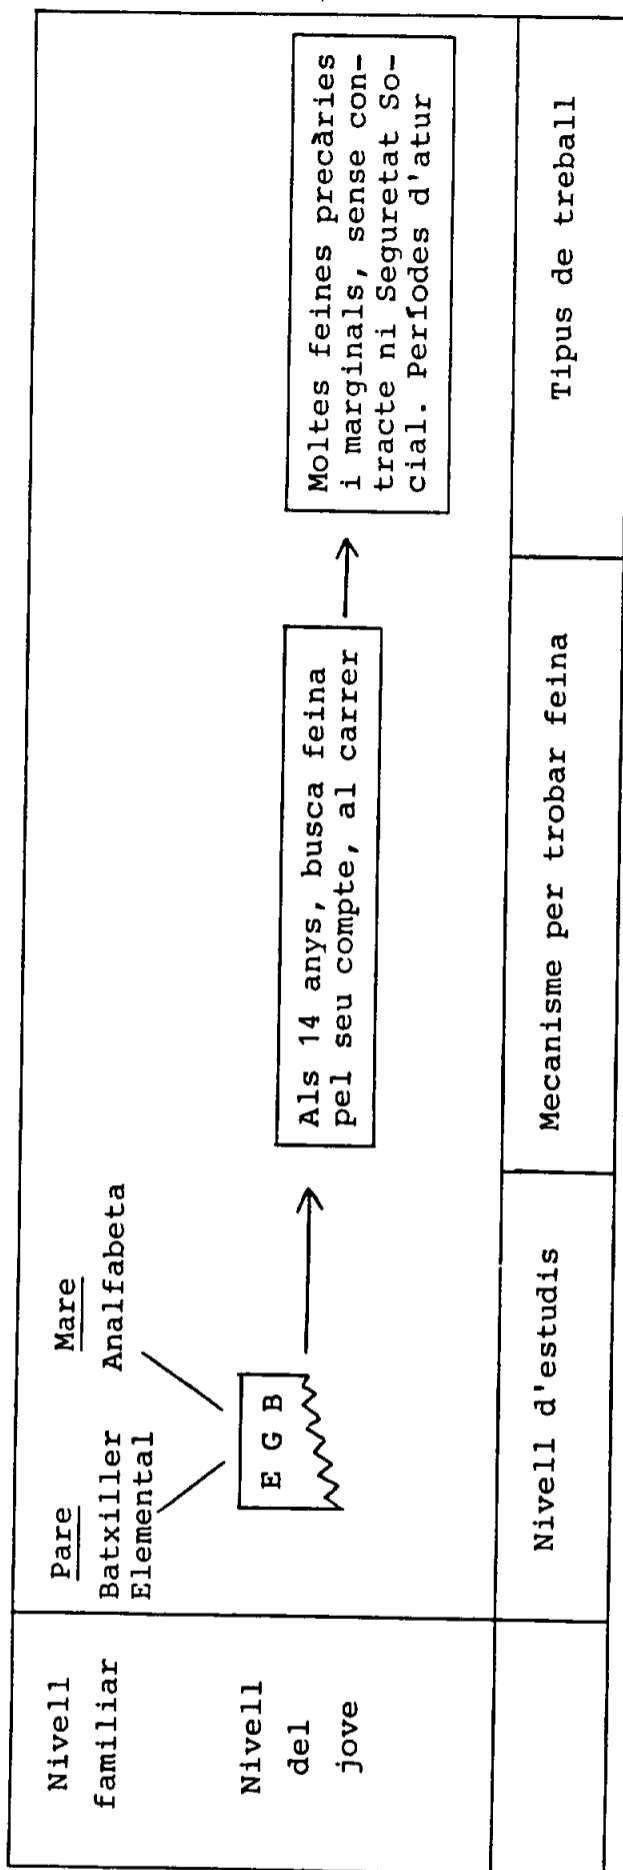 Nivell
familiar
Pare
Batxiller
Elemental
Mare
Analfabeta
Nivell
del
jove
E G B
Als 14 anys, busca feina
pel seu compte, al carrer
Moltes feines precàries
i marginals, sense con-
tracte ni Seguretat So-
cial. Períodes d'atur
Nivell d'estudis
Mecanisme per trobar feina
Tipus de treball